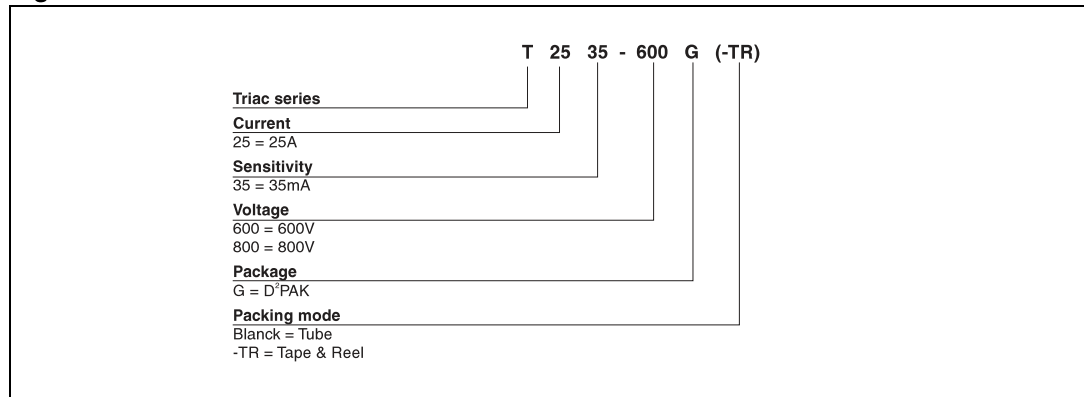 T 25 35 - 600 G (-TR)
Triac series
Current
25 = 25A
Sensitivity
35 = 35mA
Voltage
600 = 600V
800 = 800V
Package
G = D²PAK
Packing mode
Blanck = Tube
-TR = Tape & Reel